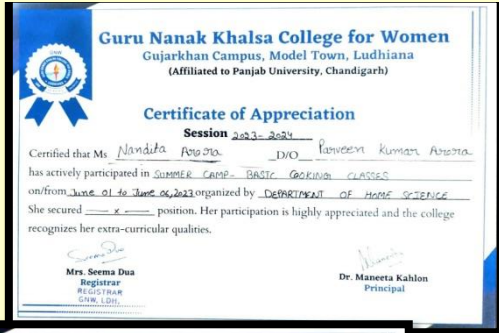 GNW
Guru Nanak Khalsa College for Women
Gujarkhan Campus, Model Town, Ludhiana
(Affiliated to Panjab University, Chandigarh)
Certificate of Appreciation
Session 2023-2024
Certified that Ms Nandita Arora D/O Parveen Kumar Arora
has actively participated in SUMMER CAMP- BASIC COOKING CLASSES
on/from June 01 to June 06,2023 organized by DEPARTMENT OF HOME SCIENCE
She secured x position. Her participation is highly appreciated and the college
recognizes her extra-curricular qualities.
Mrs. Seema Dua
Registrar
REGISTRAR
GNW, LDH.
Dr. Maneeta Kahlon
Principal